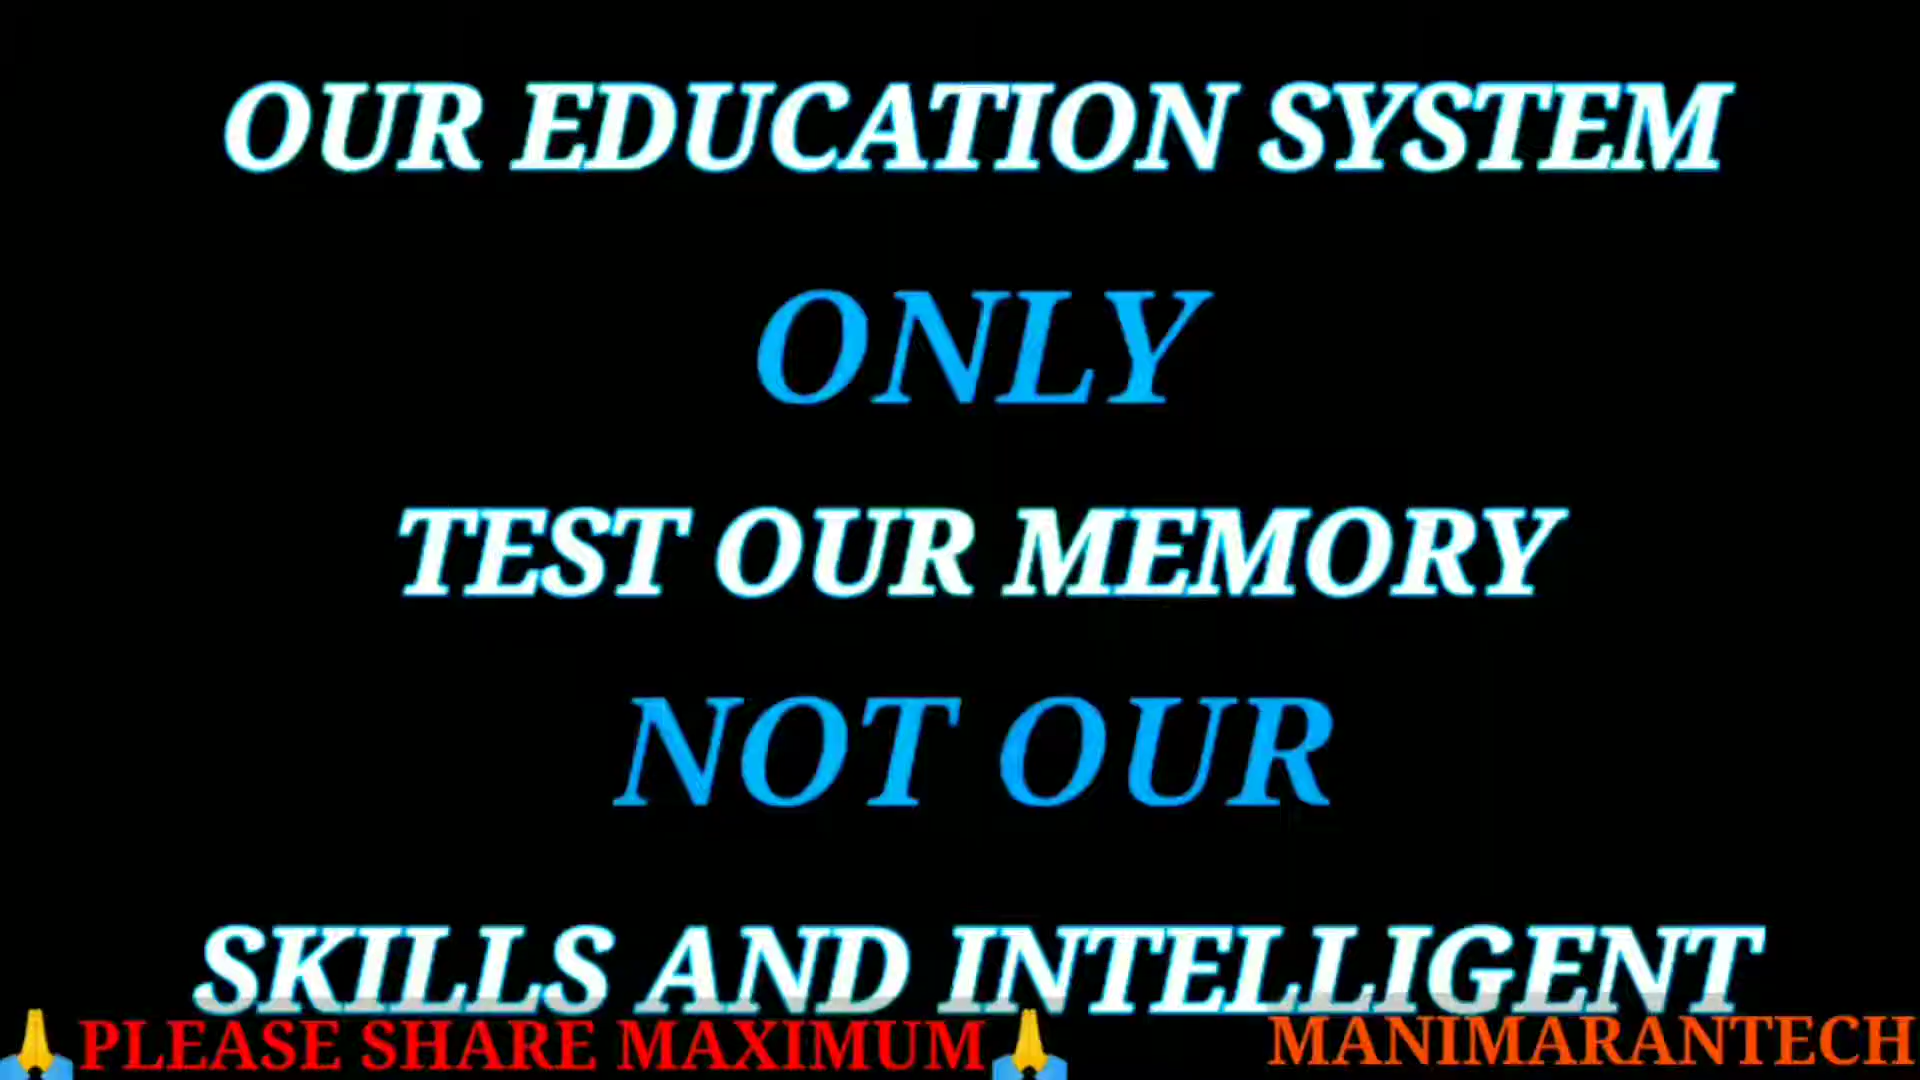 OUR EDUCATION SYSTEM
ONLY
TEST OUR MEMORY
NOT OUR
SKILLS AND INTELLIGENT
🙏PLEASE SHARE MAXIMUM🙏
MANIMARANTECH